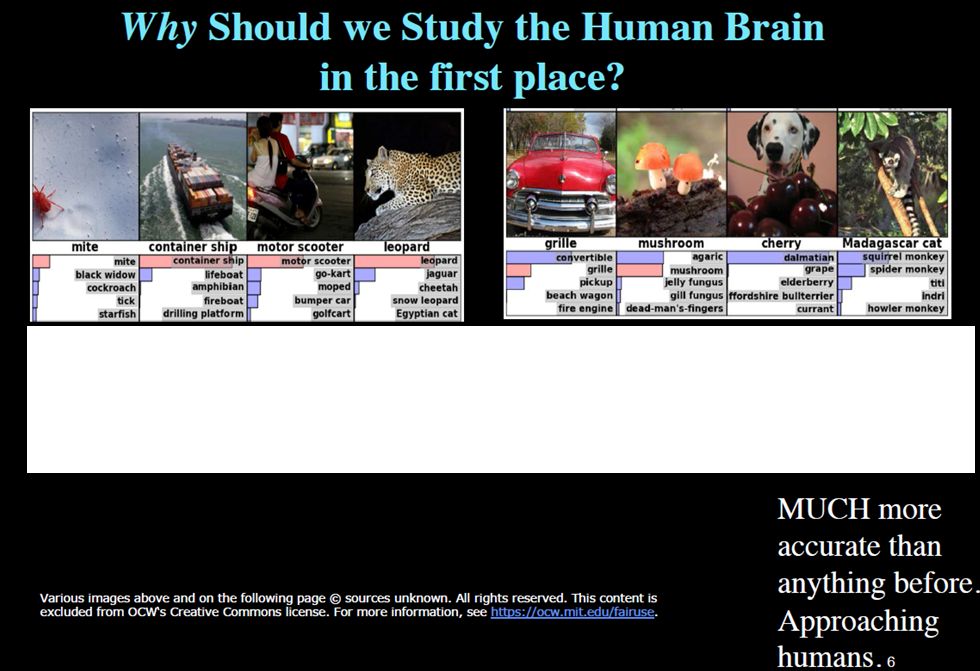 Why Should we Study the Human Brain
in the first place?
mite
container ship
motor scooter
leopard
mite
black widow
cockroach
tick
starfish
container ship
lifeboat
amphibian
fireboat
drilling platform
motor scooter
go-kart
moped
bumper car
golfcart
leopard
jaguar
cheetah
snow leopard
Egyptian cat
grille
mushroom
cherry
Madagascar cat
convertible
grille
pickup
beach wagon
fire engine
agaric
mushroom
jelly fungus
gill fungus
dead-man's-fingers
dalmatian
grape
elderberry
ffordshire bullterrier
currant
squirrel monkey
spider monkey
titi
indri
howler monkey
MUCH more
accurate than
anything before.
Approaching
humans. 6
Various images above and on the following page © sources unknown. All rights reserved. This content is
excluded from OCW's Creative Commons license. For more information, see https://ocw.mit.edu/fairuse.